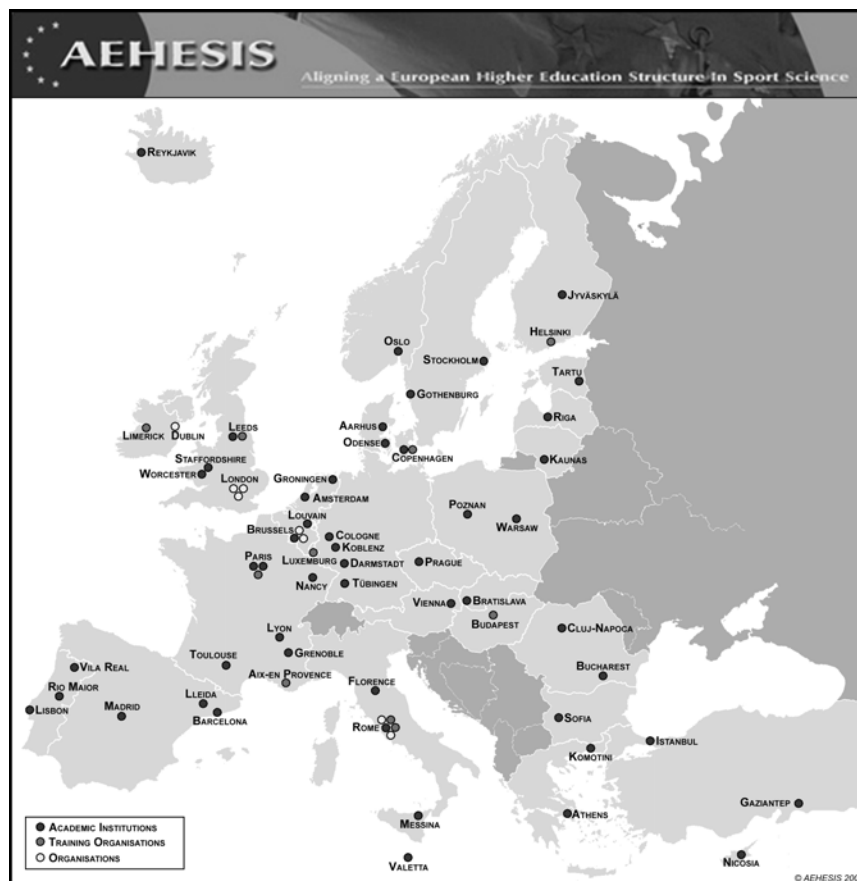 AEHESIS
Aligning a European Higher Education Structure In Sport Science
REYKJAVIK
JYVÄSKYLÄ
HELSINKI
OSLO
STOCKHOLM
TARTU
GOTHENBURG
RIGA
AARHUS
ODENSE
COPENHAGEN
KAUNAS
LIMERICK
DUBLIN
LEEDS
STAFFORDSHIRE
WORCESTER
LONDON
GRONINGEN
AMSTERDAM
LOUVAIN
BRUSSELS
COLOGNE
KOBLENZ
LUXEMBURG
DARMSTADT
POZNAN
WARSAW
PRAGUE
PARIS
NANCY
TÜBINGEN
VIENNA
BRATISLAVA
BUDAPEST
CLUJ-NAPOCA
BUCHAREST
LYON
GRENOBLE
TOULOUSE
AIX-EN PROVENCE
VILA REAL
RIO MAIOR
LISBON
MADRID
LLEIDA
BARCELONA
FLORENCE
ROME
SOFIA
KOMOTINI
ISTANBUL
ATHENS
GAZIANTEP
NICOSIA
MESSINA
VALETTA
ACADEMIC INSTITUTIONS
TRAINING ORGANISATIONS
ORGANISATIONS
© AEHESIS 200